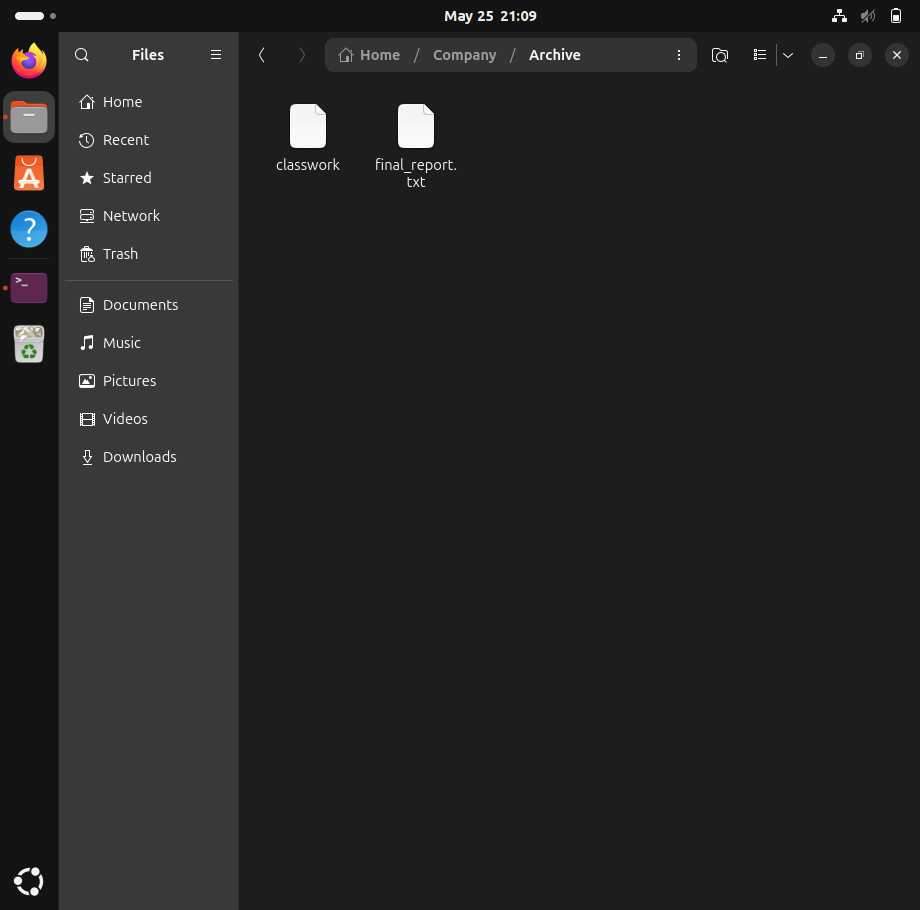 May 25 21:09
Files
Home / Company / Archive
Home
Recent
Starred
Network
Trash
Documents
Music
Pictures
Videos
Downloads
classwork
final_report.
txt